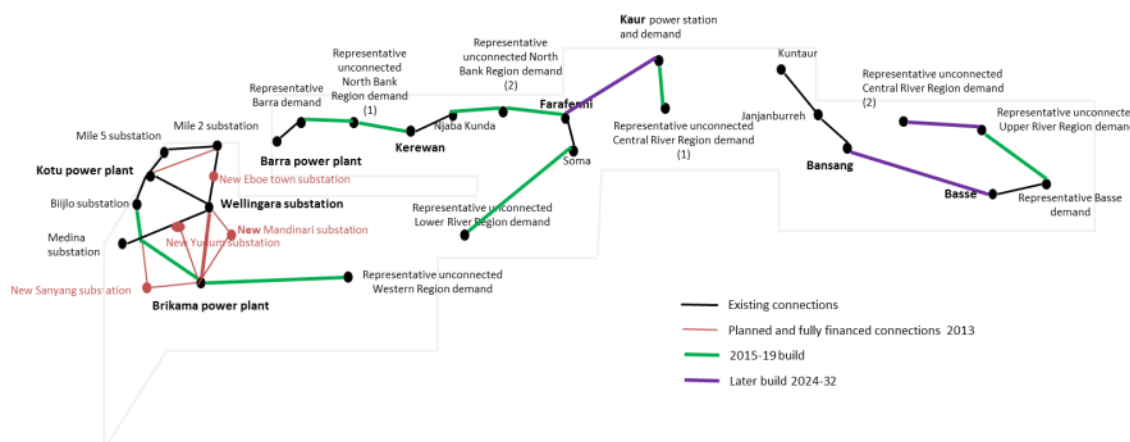 Kaur power station
and demand
Representative
unconnected North
Bank Region demand
(2)
Representative
unconnected
North Bank
Region demand
(1)
Representative
Barra demand
Kuntaur
Representative unconnected
Central River Region demand
(2)
Representative unconnected
Upper River Region deman
Mile 2 substation
Mile 5 substation
Njaba Kunda
Farafenni
Janjanburreh
Barra power plant
Kerewan
Soma
Representative unconnected
Central River Region demand
(1)
Bansang
Basse
Representative Basse
demand
Kotu power plant
New Eboe town substation
Biijlo substation
Wellingara substation
Representative unconnected
Lower River Region demand
Medina
substation
New Mandinari substation
New Yudum substation
New Sanyang substation
Brikama power plant
Representative unconnected
Western Region demand
Existing connections
Planned and fully financed connections 2013
2015-19 build
Later build 2024-32